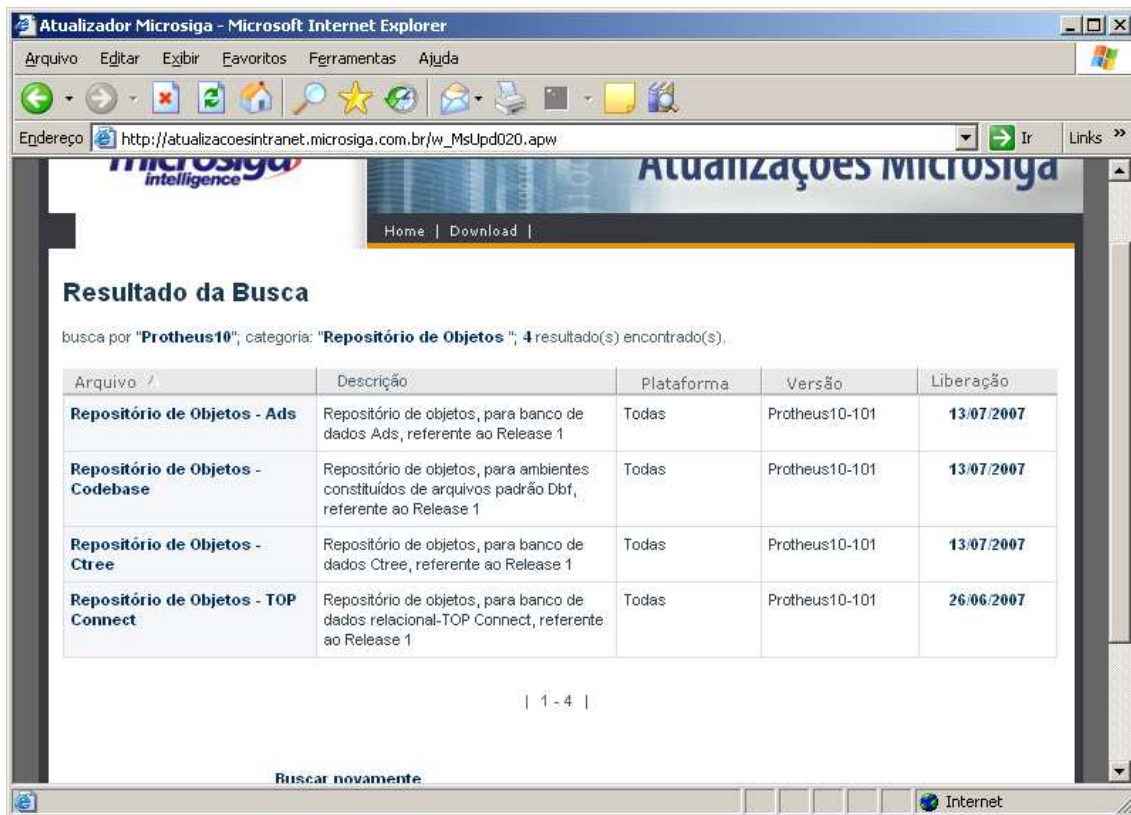 Atualizador Microsiga - Microsoft Internet Explorer
Arquivo Editar Exibir Favoritos Ferramentas Ajuda
Endereço http://atualizacoesintranet.microsiga.com.br/w_MsUpd020.apw Ir Links »
microsiga
intelligence
Atualizações Microsiga
Home | Download |
Resultado da Busca
busca por "Protheus10"; categoria: "Repositório de Objetos "; 4 resultado(s) encontrado(s).
Arquivo Descrição Plataforma Versão Liberação
Repositório de Objetos - Ads Repositório de objetos, para banco de Todas Protheus10-101 13/07/2007
dados Ads, referente ao Release 1
Repositório de Objetos - Repositório de objetos, para ambientes Todas Protheus10-101 13/07/2007
Codebase constituídos de arquivos padrão Dbf,
referente ao Release 1
Repositório de Objetos - Repositório de objetos, para banco de Todas Protheus10-101 13/07/2007
Ctree dados Ctree, referente ao Release 1
Repositório de Objetos - TOP Repositório de objetos, para banco de Todas Protheus10-101 26/06/2007
Connect dados relacional-TOP Connect, referente
ao Release 1
| 1 - 4 |
Buscar novamente
Internet